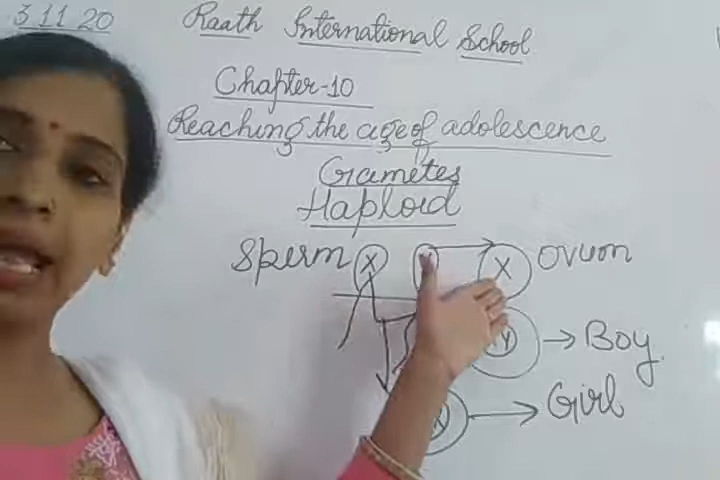 3 11 20
Raath International School
Chapter-10
Reaching the age of adolescence
Gametes
Haploid
Sperm X Y X Ovum
Y → Boy
X → Girl